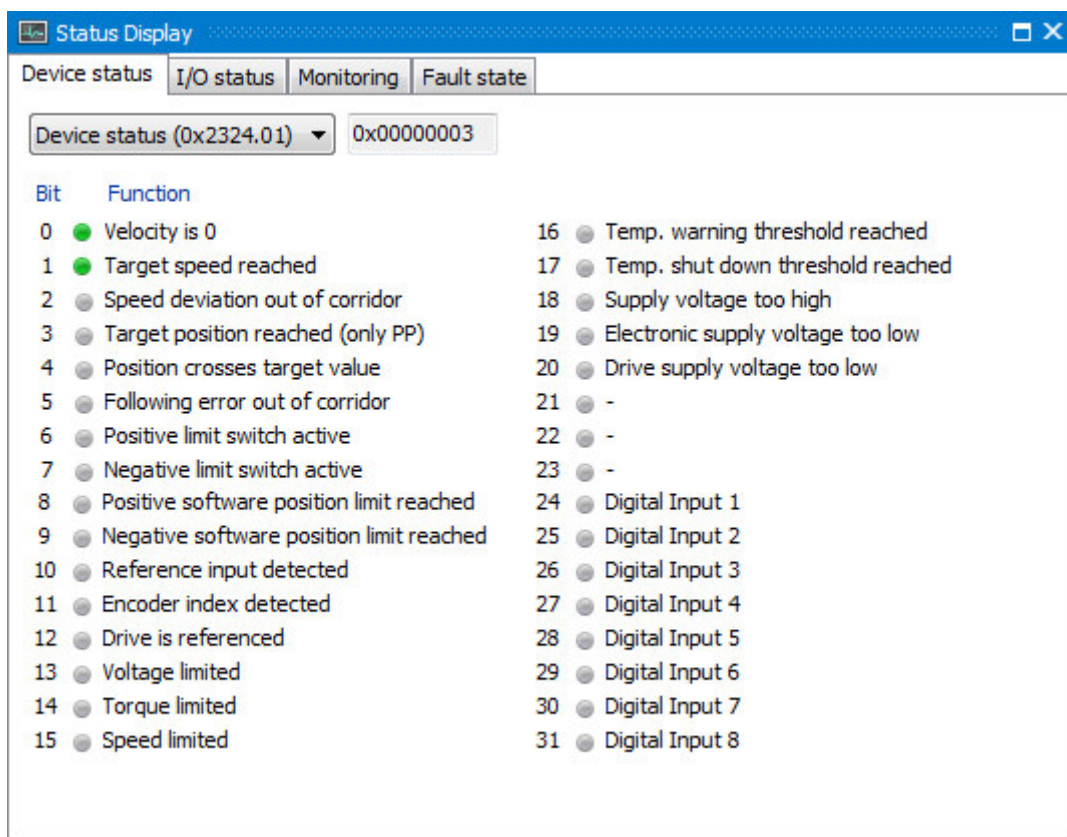 Status Display
Device status I/O status Monitoring Fault state
Device status (0x2324.01) 0x00000003
Bit Function
0 Velocity is 0
1 Target speed reached
2 Speed deviation out of corridor
3 Target position reached (only PP)
4 Position crosses target value
5 Following error out of corridor
6 Positive limit switch active
7 Negative limit switch active
8 Positive software position limit reached
9 Negative software position limit reached
10 Reference input detected
11 Encoder index detected
12 Drive is referenced
13 Voltage limited
14 Torque limited
15 Speed limited
16 Temp. warning threshold reached
17 Temp. shut down threshold reached
18 Supply voltage too high
19 Electronic supply voltage too low
20 Drive supply voltage too low
21 -
22 -
23 -
24 Digital Input 1
25 Digital Input 2
26 Digital Input 3
27 Digital Input 4
28 Digital Input 5
29 Digital Input 6
30 Digital Input 7
31 Digital Input 8